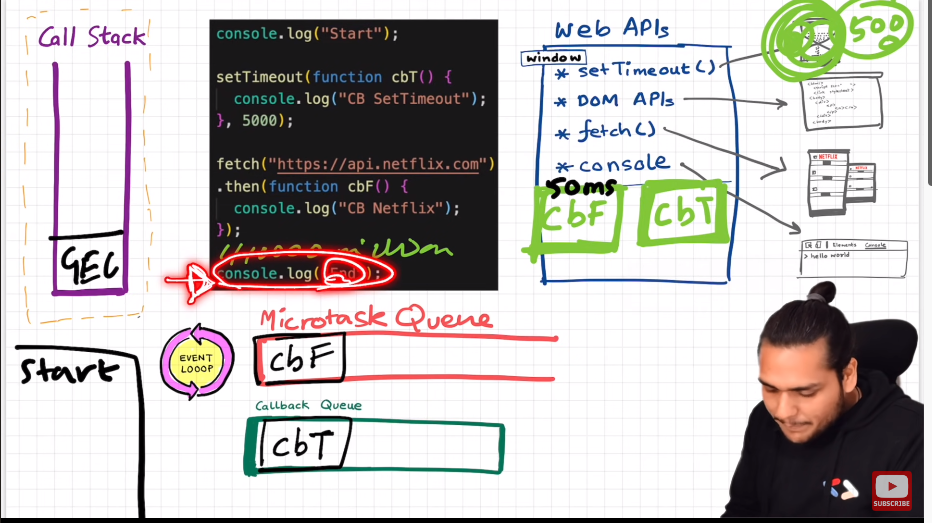 Call Stack
GEC
console.log("Start");
setTimeout(function cbT() {
console.log("CB SetTimeout");
}, 5000);
fetch("https://api.netflix.com")
.then(function cbF() {
console.log("CB Netflix");
});
console.log("End");
Web APIs
window
* setTimeout()
* DOM APIs
* fetch()
* console
50ms
cbF
cbT
500
NETFLIX
Elements Console
> hello world
Start
EVENT
LOOOP
Microtask Queue
cbF
Callback Queue
cbT
SUBSCRIBE